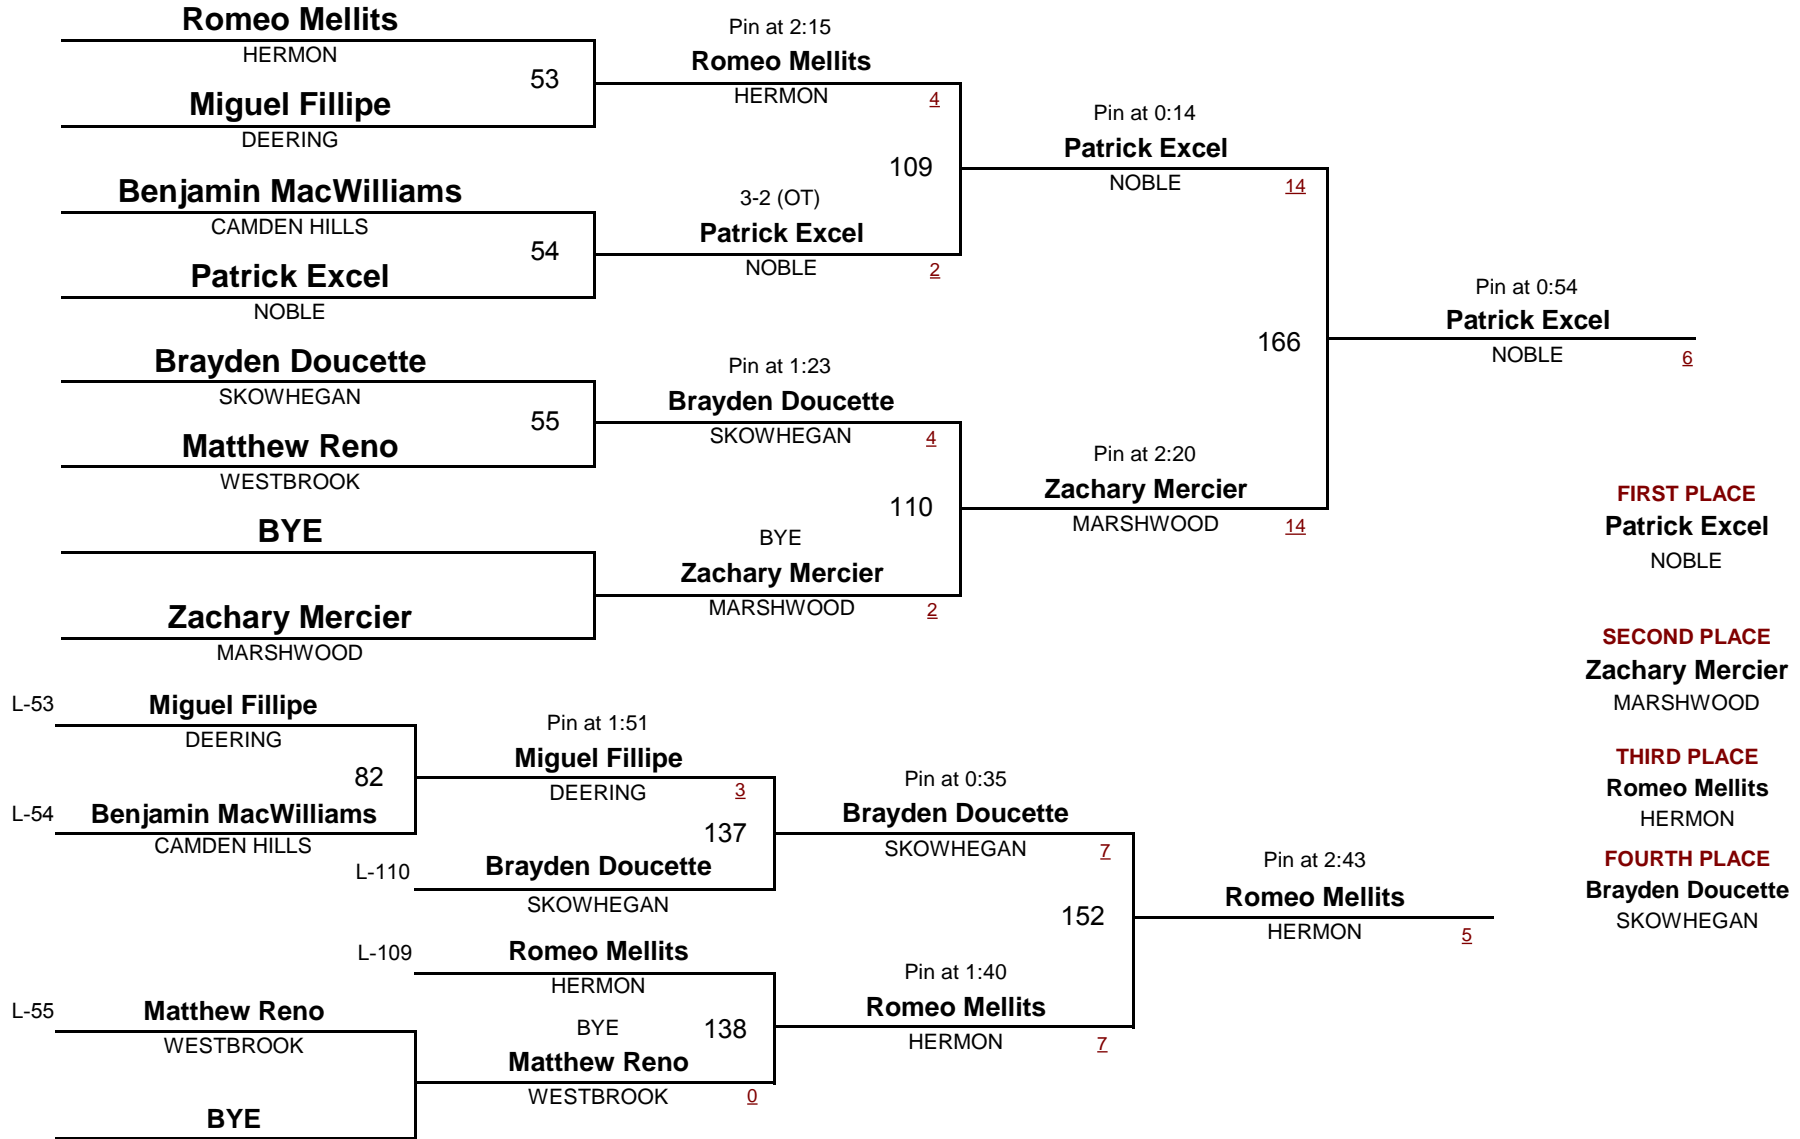 Romeo Mellits
HERMON
53
Miguel Fillipe
DEERING
Benjamin MacWilliams
CAMDEN HILLS
54
Patrick Excel
NOBLE
Brayden Doucette
SKOWHEGAN
55
Matthew Reno
WESTBROOK
BYE
Zachary Mercier
MARSHWOOD
Pin at 2:15
Romeo Mellits
HERMON 4
109
3-2 (OT)
Patrick Excel
NOBLE 2
Pin at 1:23
Brayden Doucette
SKOWHEGAN 4
110
BYE
Zachary Mercier
MARSHWOOD 2
Pin at 0:14
Patrick Excel
NOBLE 14
166
Pin at 2:20
Zachary Mercier
MARSHWOOD 14
Pin at 0:54
Patrick Excel
NOBLE 6
FIRST PLACE
Patrick Excel
NOBLE
SECOND PLACE
Zachary Mercier
MARSHWOOD
THIRD PLACE
Romeo Mellits
HERMON
FOURTH PLACE
Brayden Doucette
SKOWHEGAN
L-53 Miguel Fillipe
DEERING
82
L-54 Benjamin MacWilliams
CAMDEN HILLS
L-55 Matthew Reno
WESTBROOK
BYE
Pin at 1:51
Miguel Fillipe
DEERING 3
137
L-110 Brayden Doucette
SKOWHEGAN
L-109 Romeo Mellits
HERMON
BYE 138
Matthew Reno
WESTBROOK 0
Pin at 0:35
Brayden Doucette
SKOWHEGAN 7
152
Pin at 1:40
Romeo Mellits
HERMON 7
Pin at 2:43
Romeo Mellits
HERMON 5